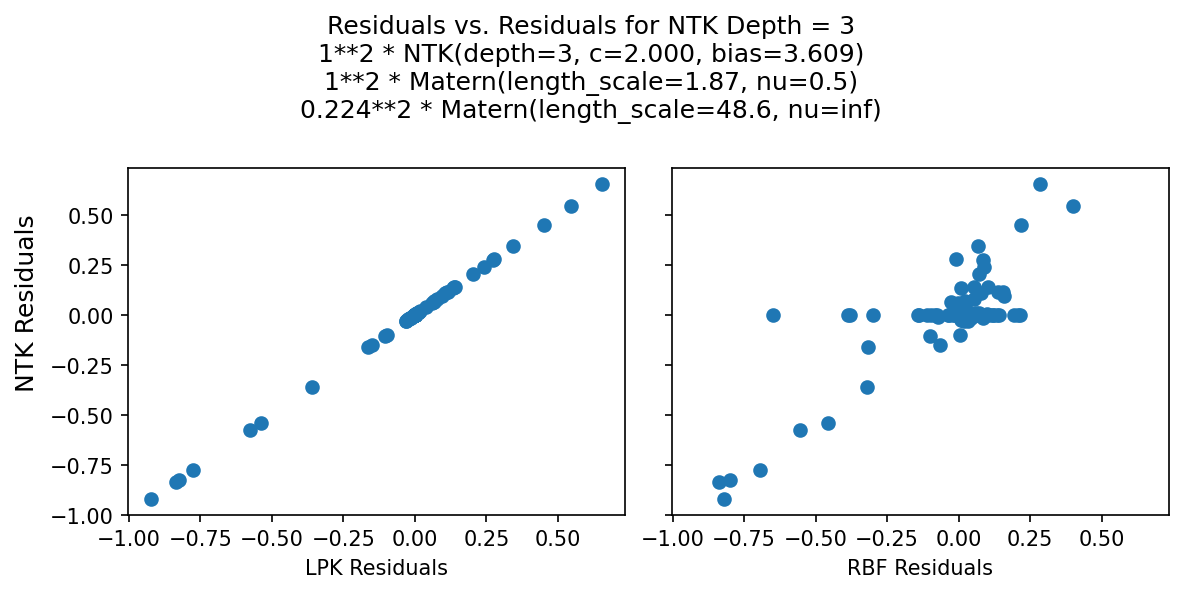 Residuals vs. Residuals for NTK Depth = 3
1**2 * NTK(depth=3, c=2.000, bias=3.609)
1**2 * Matern(length_scale=1.87, nu=0.5)
0.224**2 * Matern(length_scale=48.6, nu=inf)
NTK Residuals
0.50
0.25
0.00
−0.25
−0.50
−0.75
−1.00
−1.00 −0.75 −0.50 −0.25 0.00 0.25 0.50
LPK Residuals
−1.00 −0.75 −0.50 −0.25 0.00 0.25 0.50
RBF Residuals